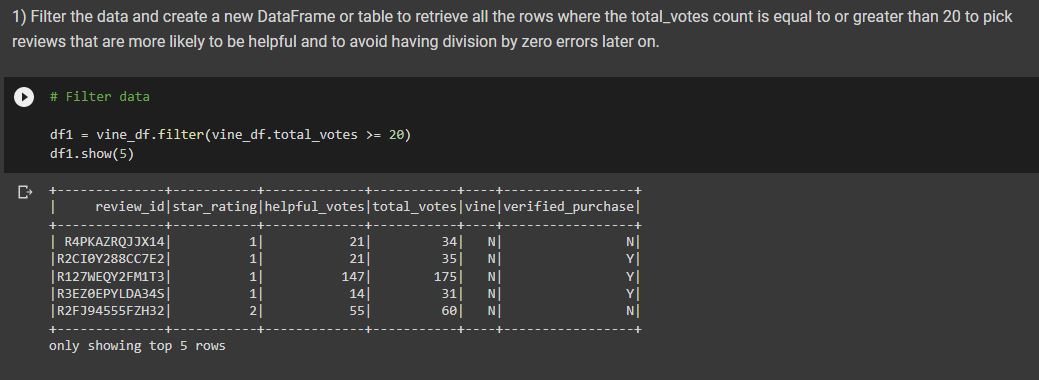 1) Filter the data and create a new DataFrame or table to retrieve all the rows where the total_votes count is equal to or greater than 20 to pick
reviews that are more likely to be helpful and to avoid having division by zero errors later on.
# Filter data
df1 = vine_df.filter(vine_df.total_votes >= 20)
df1.show(5)
+--------------+-----------+-------------+-----------+----+-----------------+
|     review_id|star_rating|helpful_votes|total_votes|vine|verified_purchase|
+--------------+-----------+-------------+-----------+----+-----------------+
| R4PKAZRQJJX14|          1|           21|         34|   N|                N|
|R2CI0Y288CC7E2|          1|           21|         35|   N|                Y|
|R127WEQY2FM1T3|          1|          147|        175|   N|                Y|
|R3EZ0EPYLDA34S|          1|           14|         31|   N|                Y|
|R2FJ94555FZH32|          2|           55|         60|   N|                N|
+--------------+-----------+-------------+-----------+----+-----------------+
only showing top 5 rows